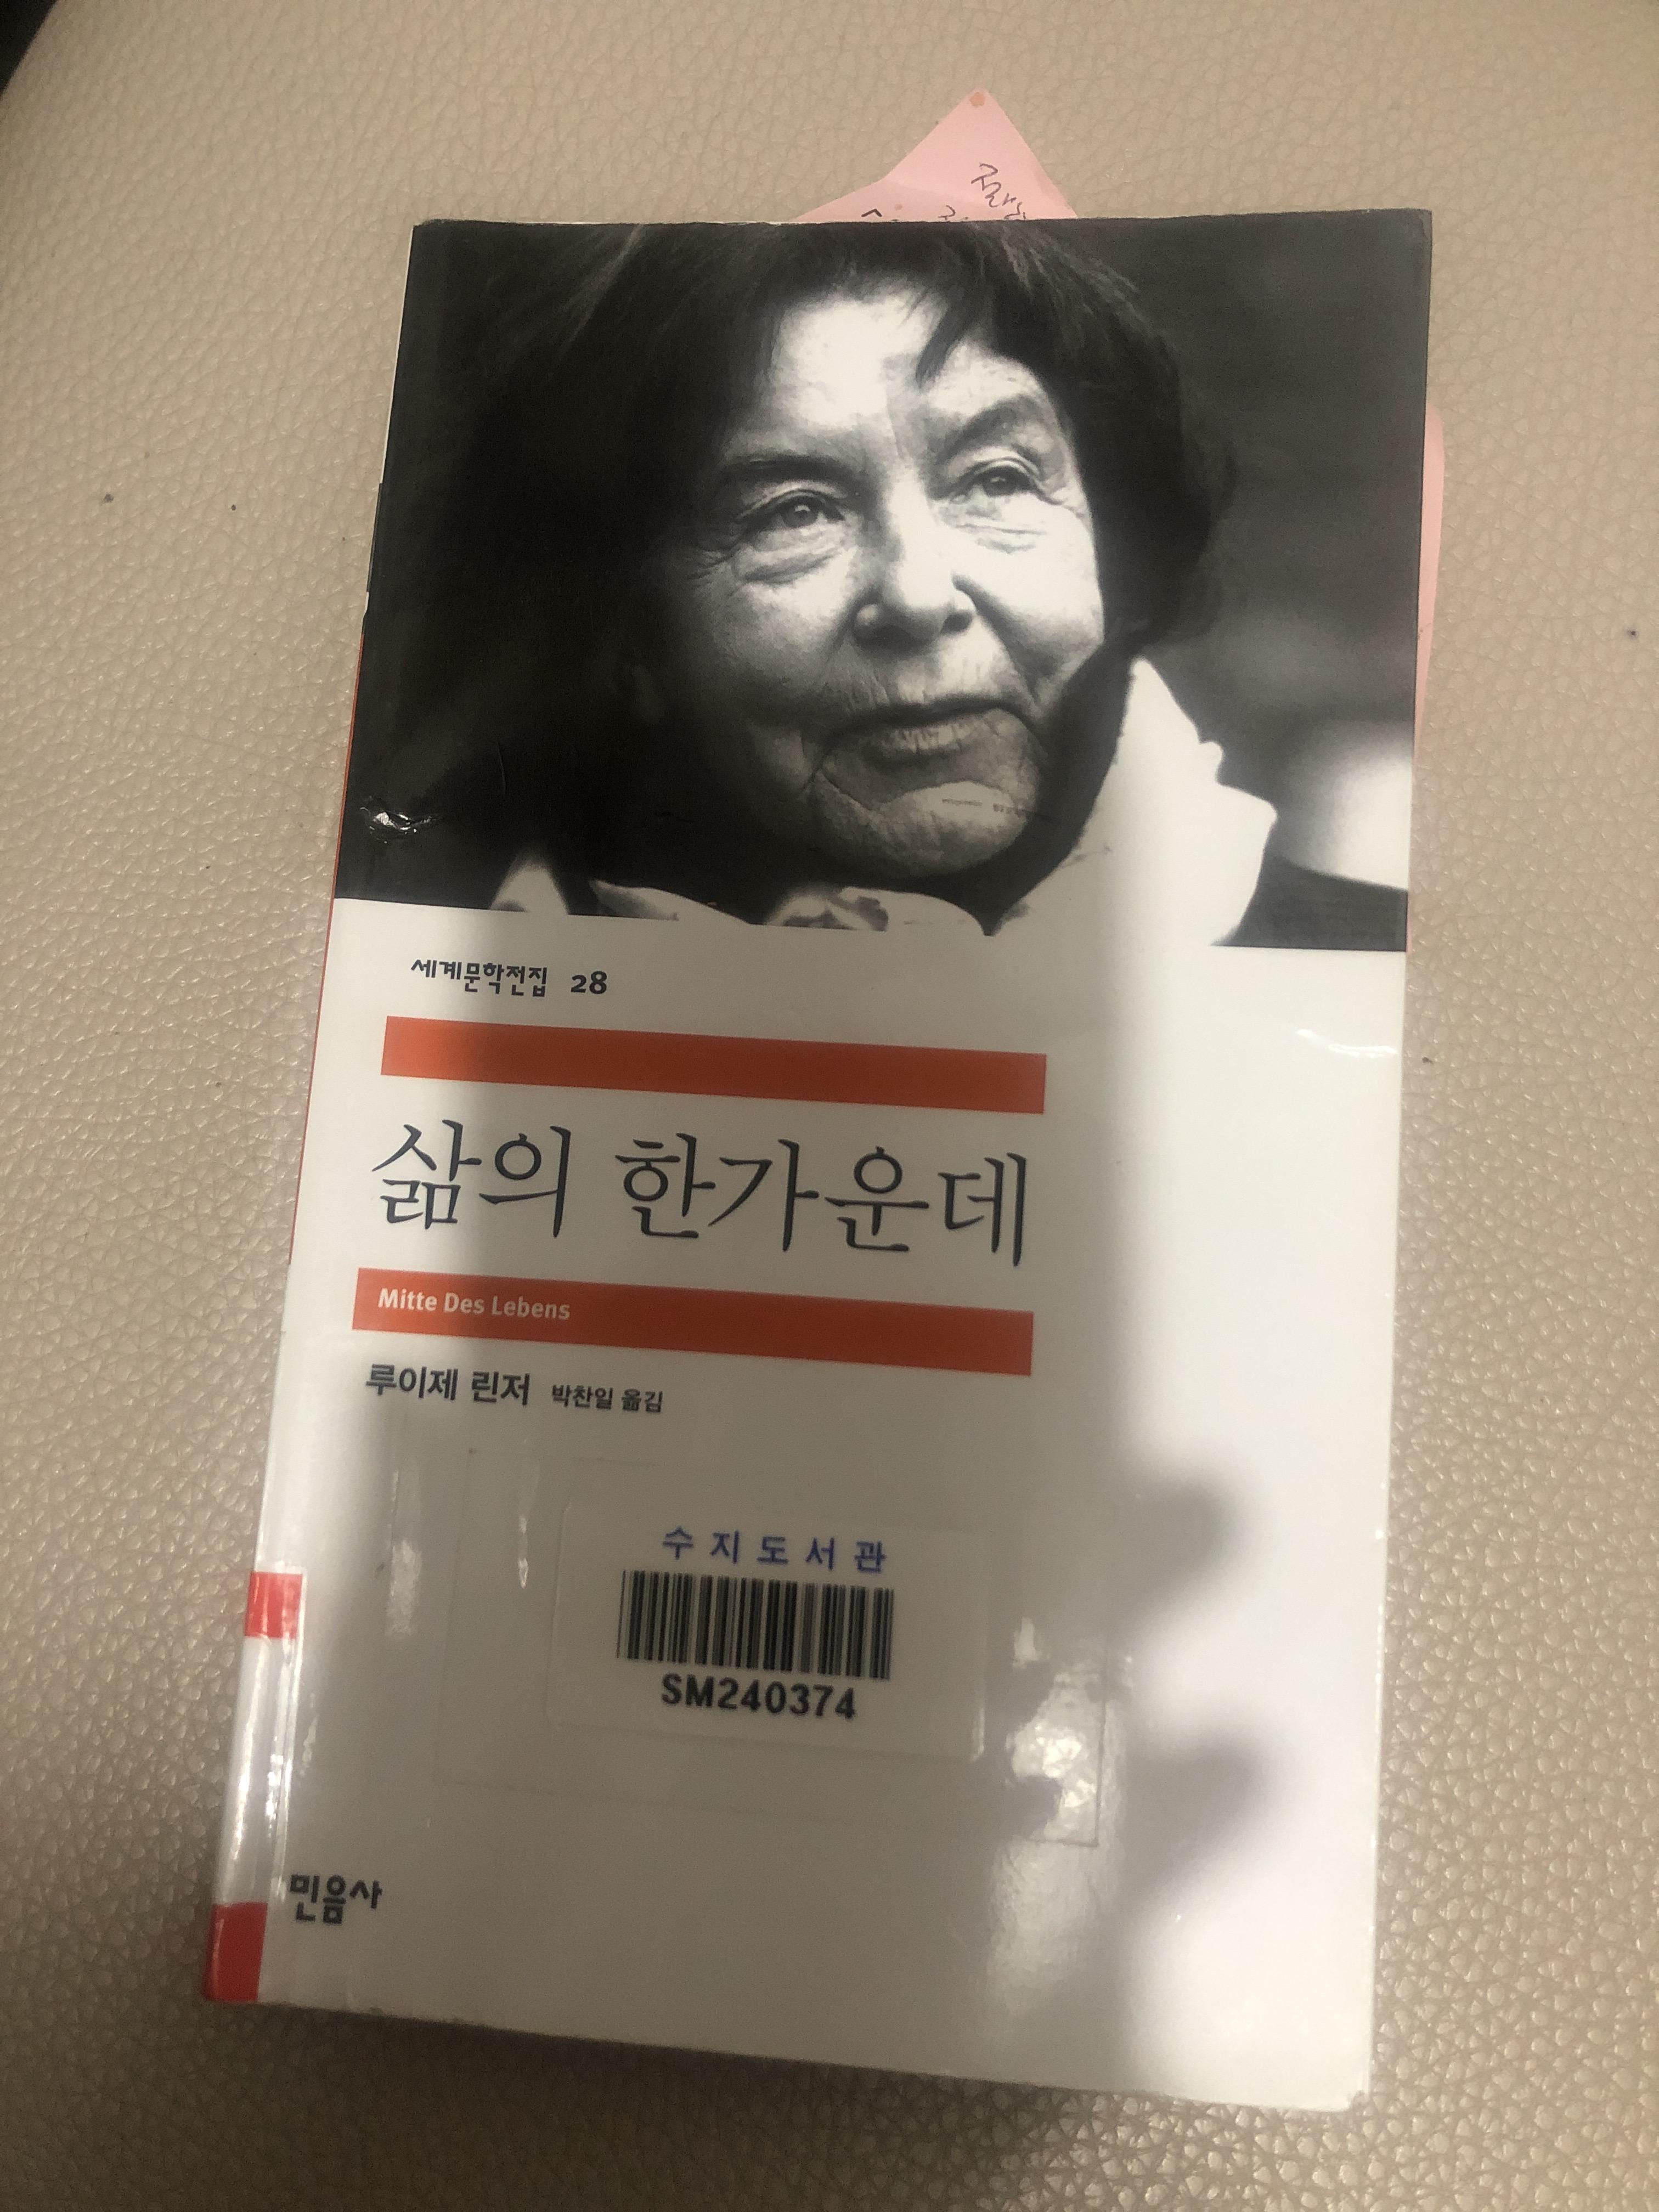 세계문학전집 28
삶의 한가운데
Mitte Des Lebens
루이제 린저 박찬일 옮김
수지도서관
SM240374
민음사